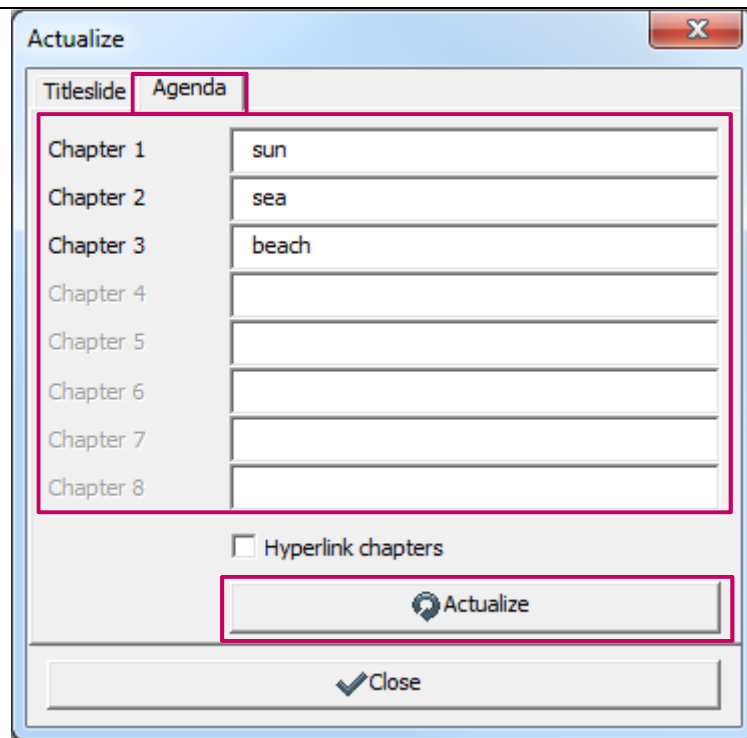 Actualize
Titleslide Agenda
Chapter 1 sun
Chapter 2 sea
Chapter 3 beach
Chapter 4
Chapter 5
Chapter 6
Chapter 7
Chapter 8
Hyperlink chapters
Actualize
Close